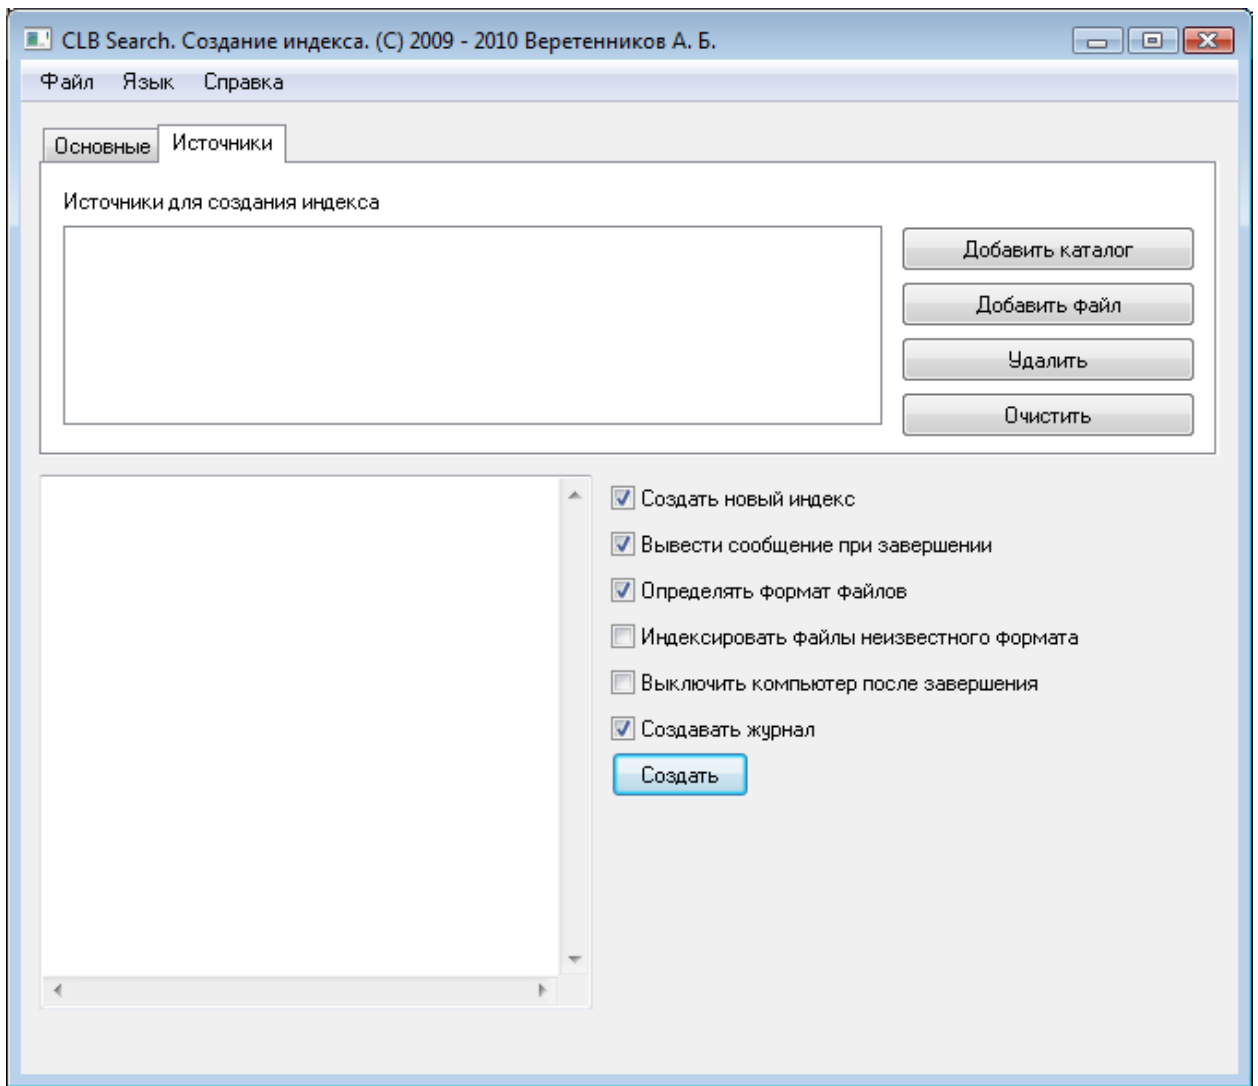 CLB Search. Создание индекса. (C) 2009 - 2010 Веретенников А. Б.
Файл Язык Справка
Основные Источники
Источники для создания индекса
Добавить каталог
Добавить файл
Удалить
Очистить
Создать новый индекс
Вывести сообщение при завершении
Определять формат файлов
Индексировать файлы неизвестного формата
Выключить компьютер после завершения
Создавать журнал
Создать